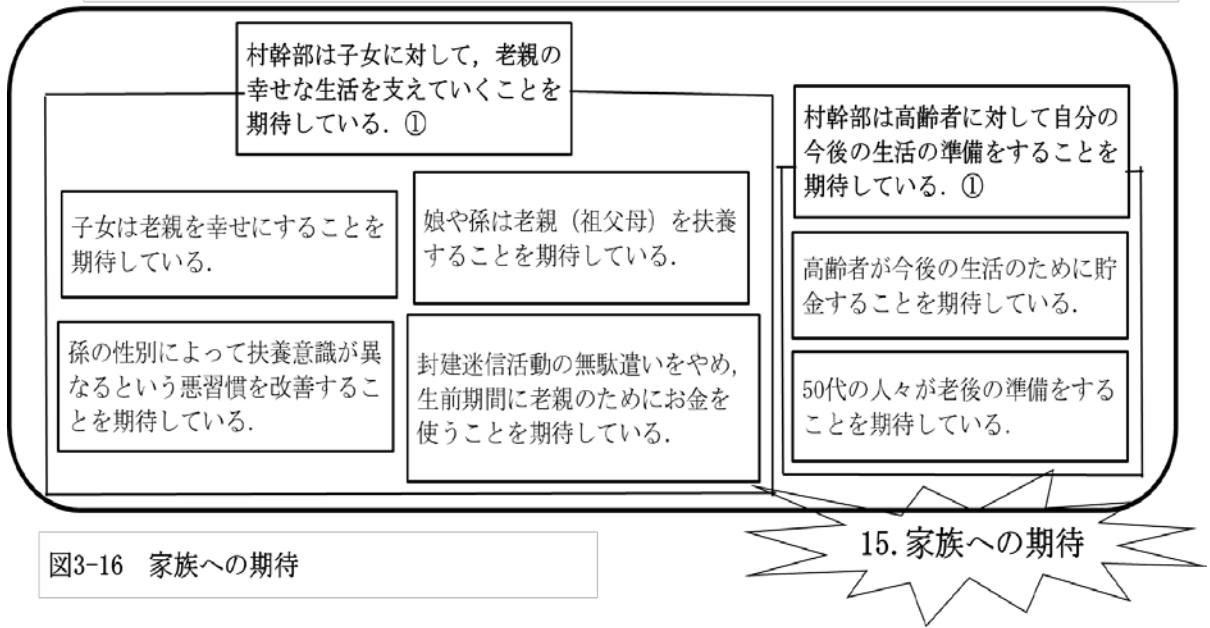 村幹部は子女に対して，老親の
幸せな生活を支えていくことを
期待している．①
子女は老親を幸せにすることを
期待している．
娘や孫は老親（祖父母）を扶養
することを期待している．
孫の性別によって扶養意識が異
なるという悪習慣を改善するこ
とを期待している．
封建迷信活動の無駄遣いをやめ，
生前期間に老親のためにお金を
使うことを期待している．
村幹部は高齢者に対して自分の
今後の生活の準備をすることを
期待している．①
高齢者が今後の生活のために貯
金することを期待している．
50代の人々が老後の準備をする
ことを期待している．
15.家族への期待
図3-16　家族への期待